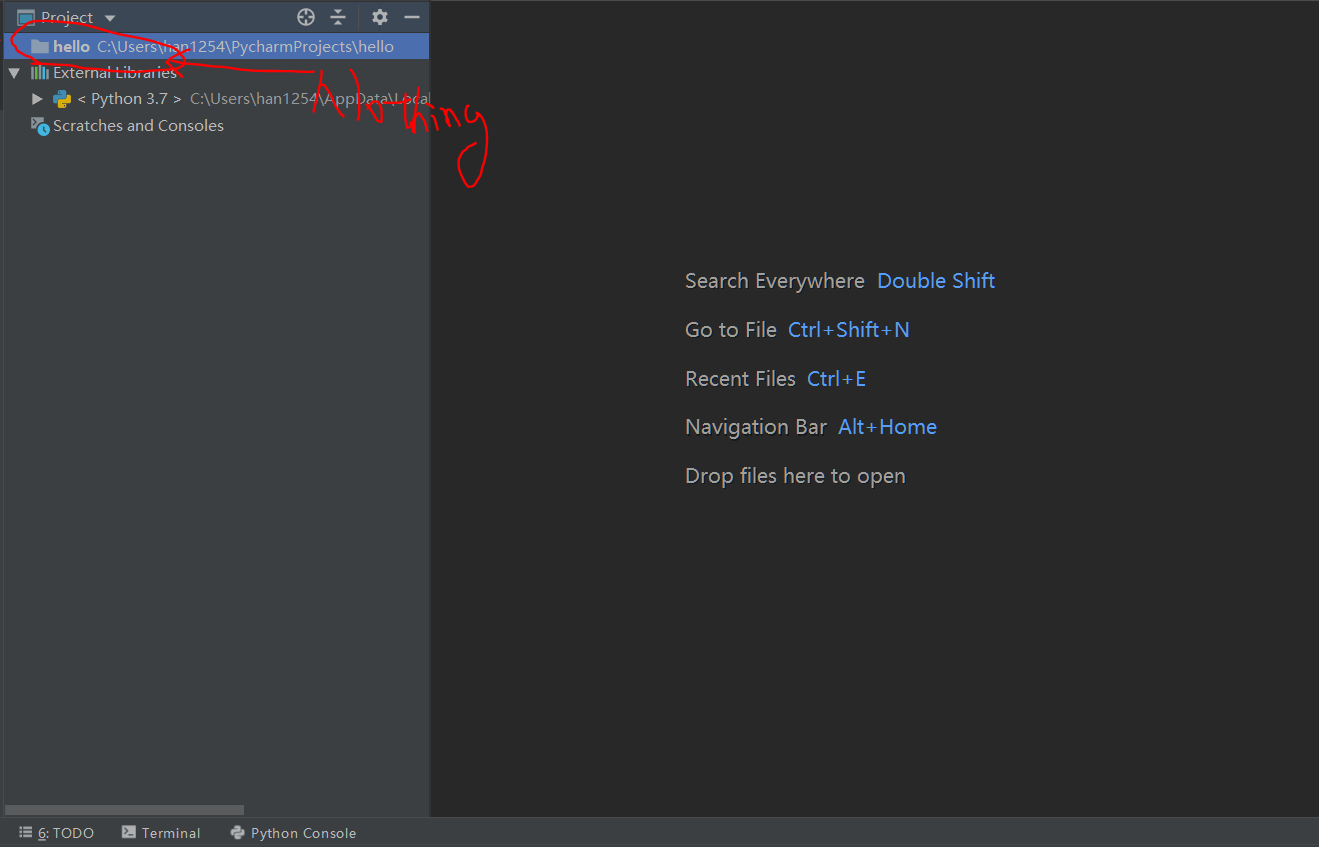 Project
hello C:\Users\han1254\PycharmProjects\hello
External Libraries
< Python 3.7 > C:\Users\han1254\AppData\Local
Scratches and Consoles
nothing
Search Everywhere Double Shift
Go to File Ctrl+Shift+N
Recent Files Ctrl+E
Navigation Bar Alt+Home
Drop files here to open
6: TODO Terminal Python Console